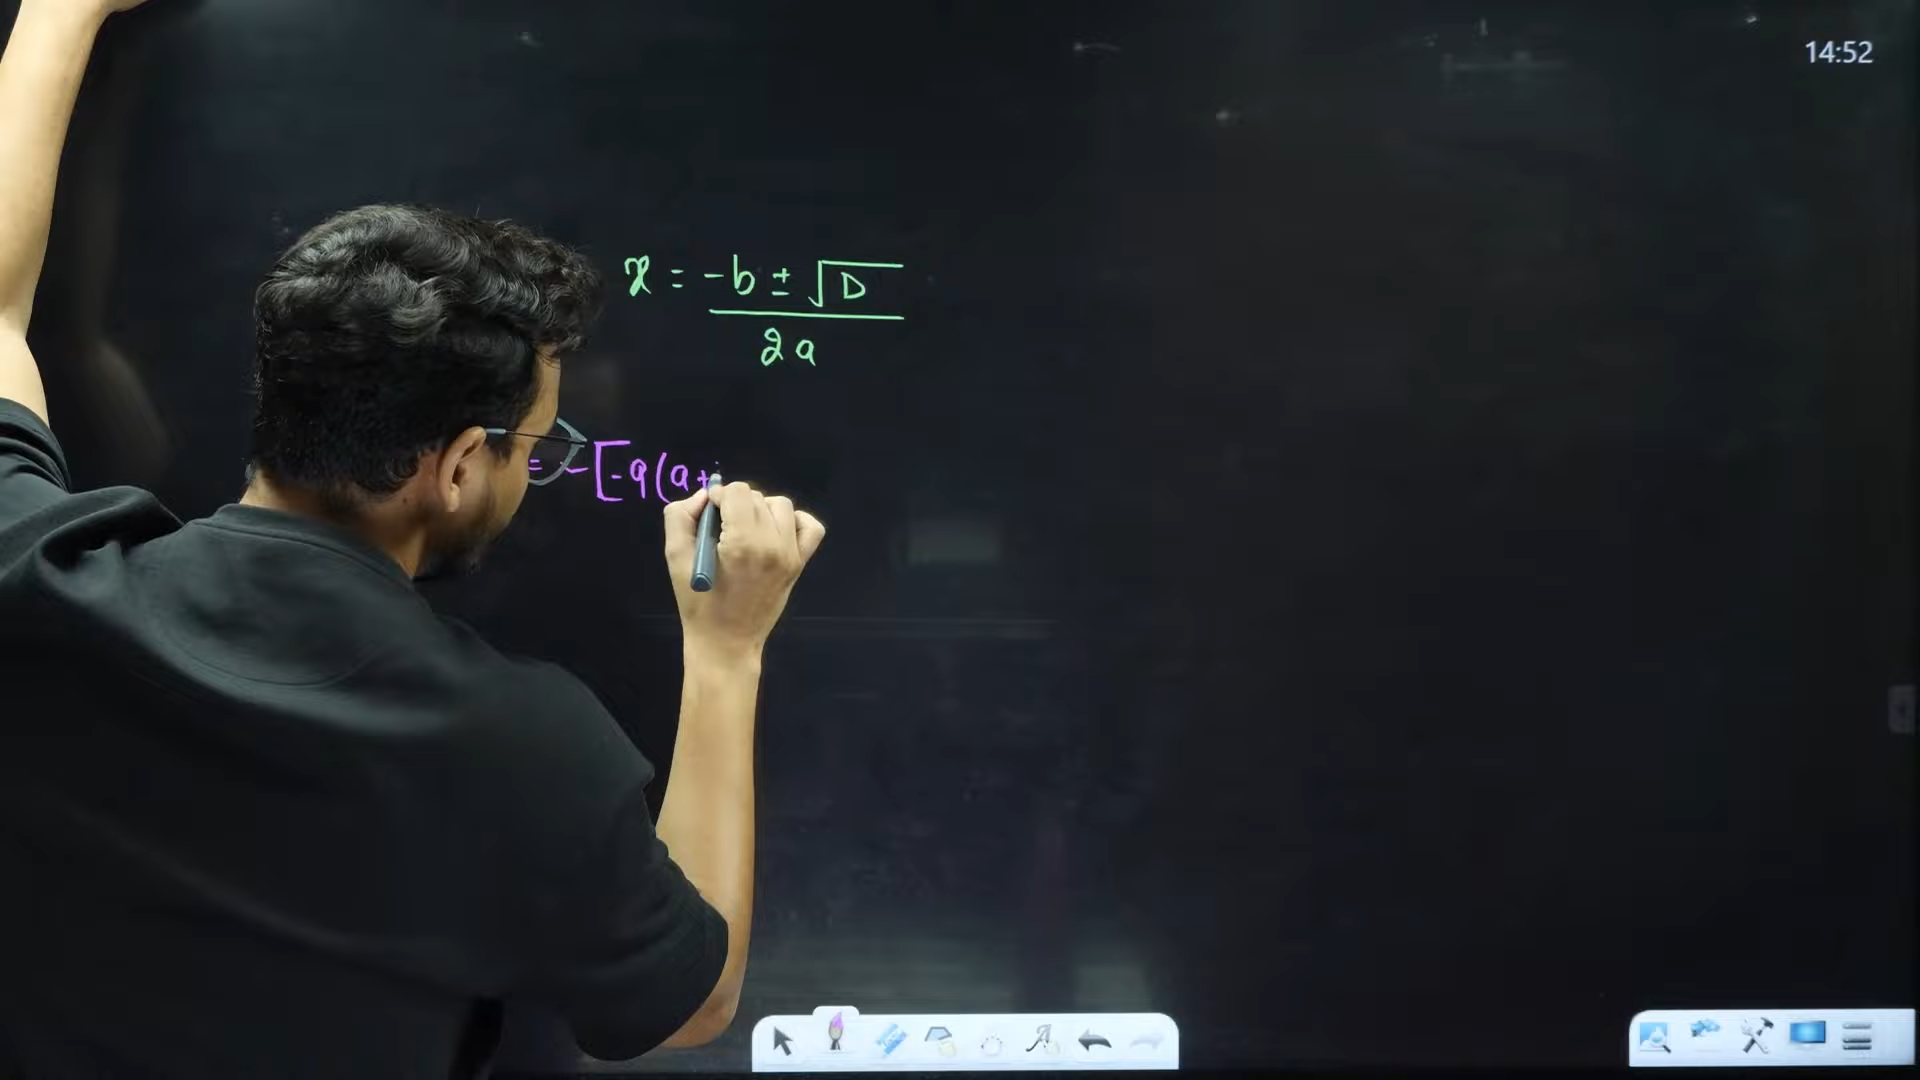 14:52
x = -b ± √D
2a
= -[-9(a+